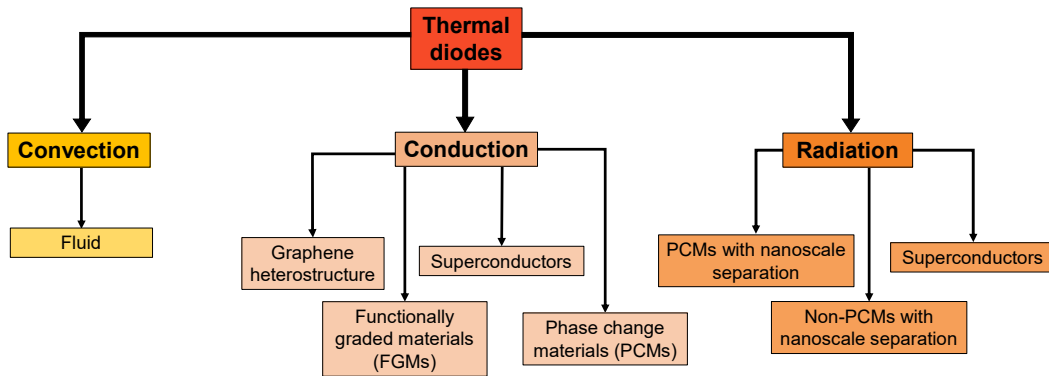 Thermal
diodes
Convection
Conduction
Radiation
Fluid
Graphene
heterostructure
Superconductors
Functionally
graded materials
(FGMs)
Phase change
materials (PCMs)
PCMs with nanoscale
separation
Superconductors
Non-PCMs with
nanoscale separation